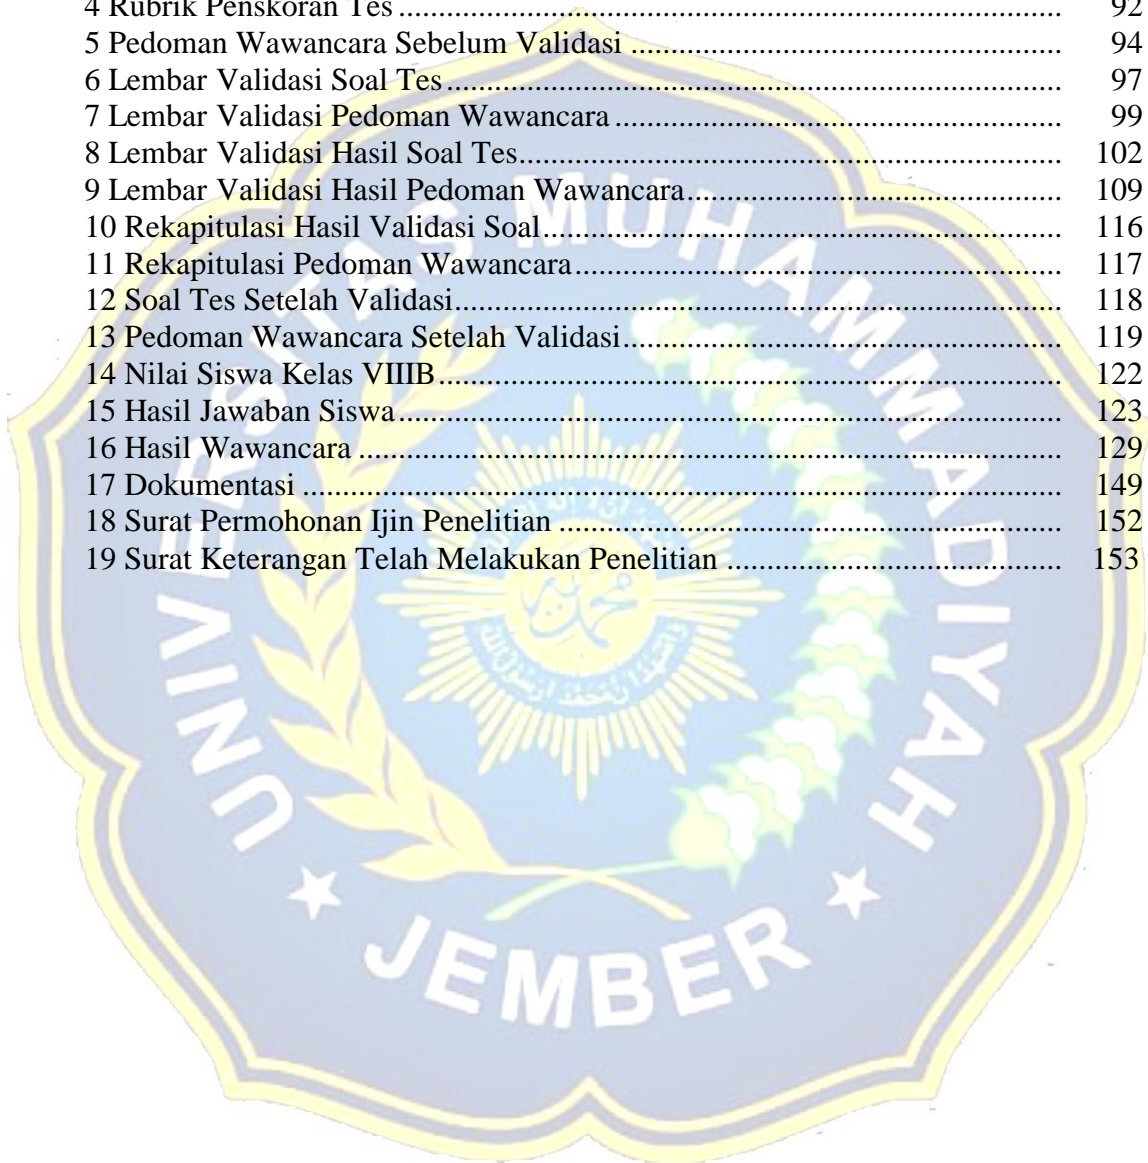 4 Rubrik Penskoran Tes .................................................................................... 92
5 Pedoman Wawancara Sebelum Validasi ...................................................... 94
6 Lembar Validasi Soal Tes ............................................................................. 97
7 Lembar Validasi Pedoman Wawancara ........................................................ 99
8 Lembar Validasi Hasil Soal Tes.................................................................... 102
9 Lembar Validasi Hasil Pedoman Wawancara............................................... 109
10 Rekapitulasi Hasil Validasi Soal................................................................. 116
11 Rekapitulasi Pedoman Wawancara............................................................. 117
12 Soal Tes Setelah Validasi............................................................................ 118
13 Pedoman Wawancara Setelah Validasi....................................................... 119
14 Nilai Siswa Kelas VIIIB.............................................................................. 122
15 Hasil Jawaban Siswa ................................................................................... 123
16 Hasil Wawancara ........................................................................................ 129
17 Dokumentasi ............................................................................................... 149
18 Surat Permohonan Ijin Penelitian ............................................................... 152
19 Surat Keterangan Telah Melakukan Penelitian .......................................... 153
UNIVERSITAS MUHAMMADIYAH
JEMBER